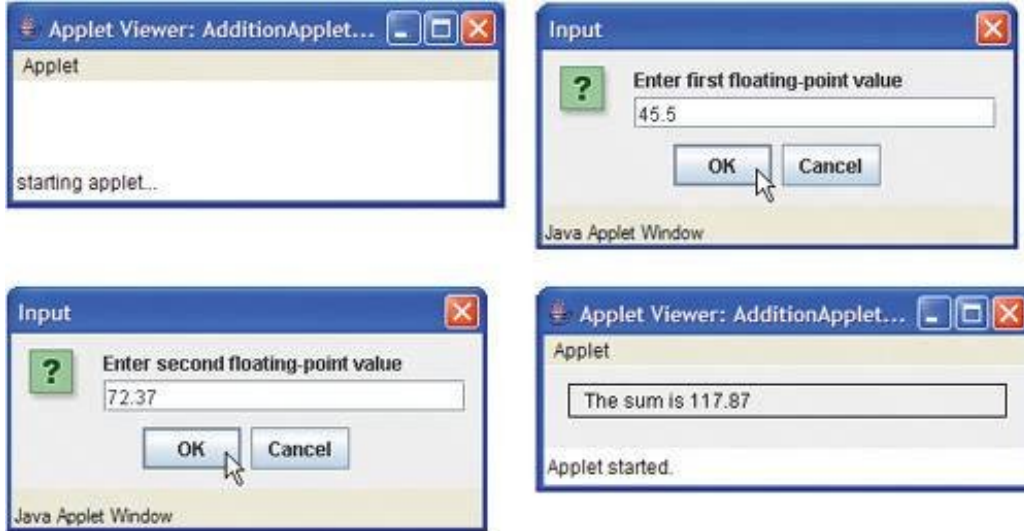 Applet Viewer: AdditionApplet...
Applet
starting applet...
Input
?
Enter first floating-point value
45.5
OK
Cancel
Java Applet Window
Input
?
Enter second floating-point value
72.37
OK
Cancel
Java Applet Window
Applet Viewer: AdditionApplet...
Applet
The sum is 117.87
Applet started.